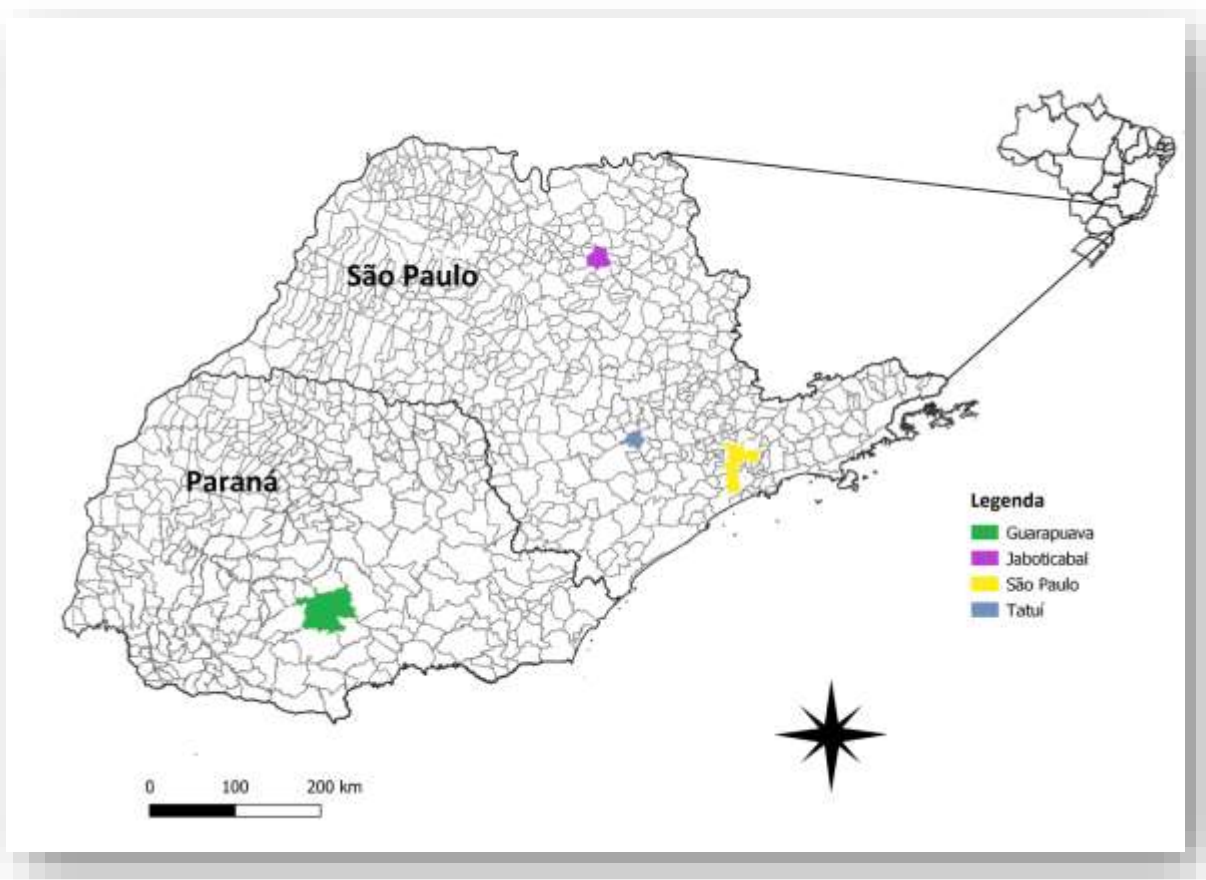 São Paulo
Paraná
Legenda
Guarapuava
Jaboticabal
São Paulo
Tatuí
0 100 200 km